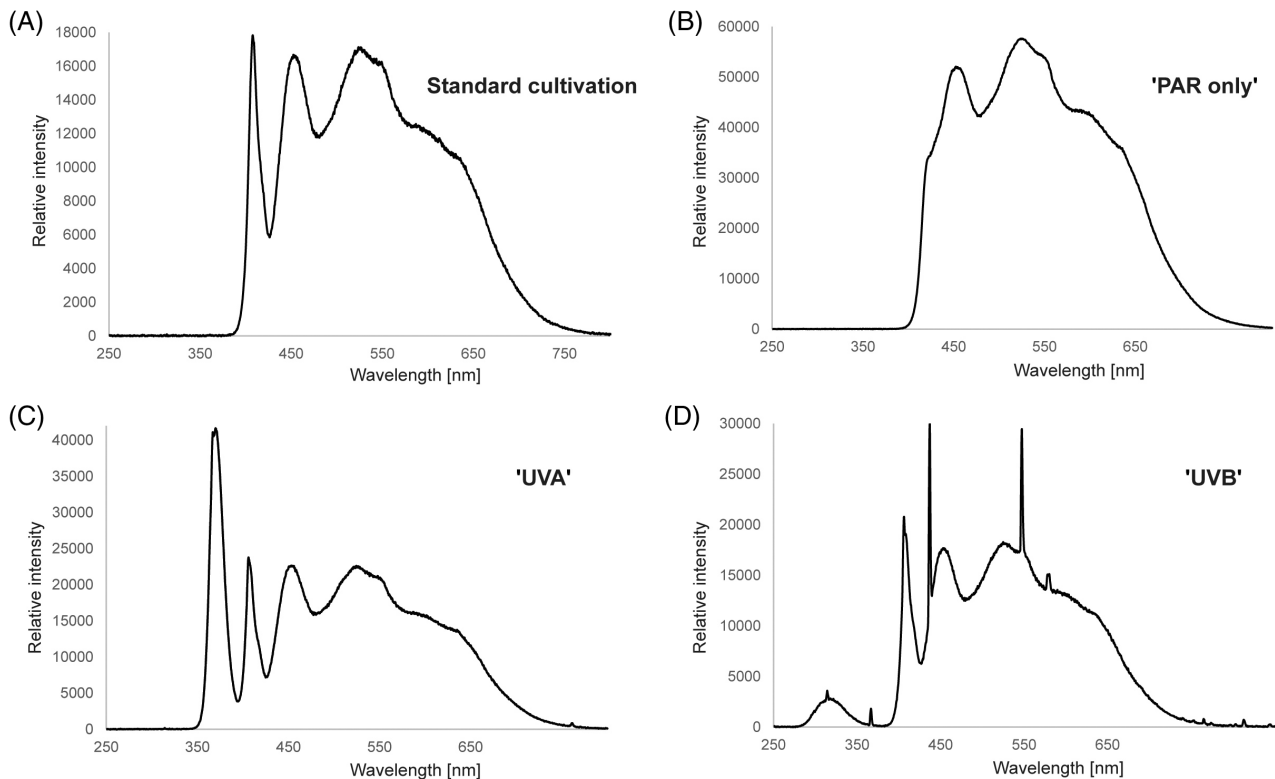 (A)
18000
16000
14000
12000
10000
8000
6000
4000
2000
0
Relative intensity
Standard cultivation
250 350 450 550 650 750
Wavelength [nm]
(B)
60000
50000
40000
30000
20000
10000
0
Relative intensity
'PAR only'
250 350 450 550 650
Wavelength [nm]
(C)
40000
35000
30000
25000
20000
15000
10000
5000
0
Relative intensity
'UVA'
250 350 450 550 650
Wavelength [nm]
(D)
30000
25000
20000
15000
10000
5000
0
Relative intensity
'UVB'
250 350 450 550 650
Wavelength [nm]